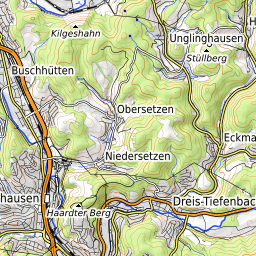 Kilgeshahn
Unglinghausen
Stüllberg
Buschhütten
Obersetzen
Eckma
Niedersetzen
Dreis-Tiefenbac
hausen
Haardter Berg